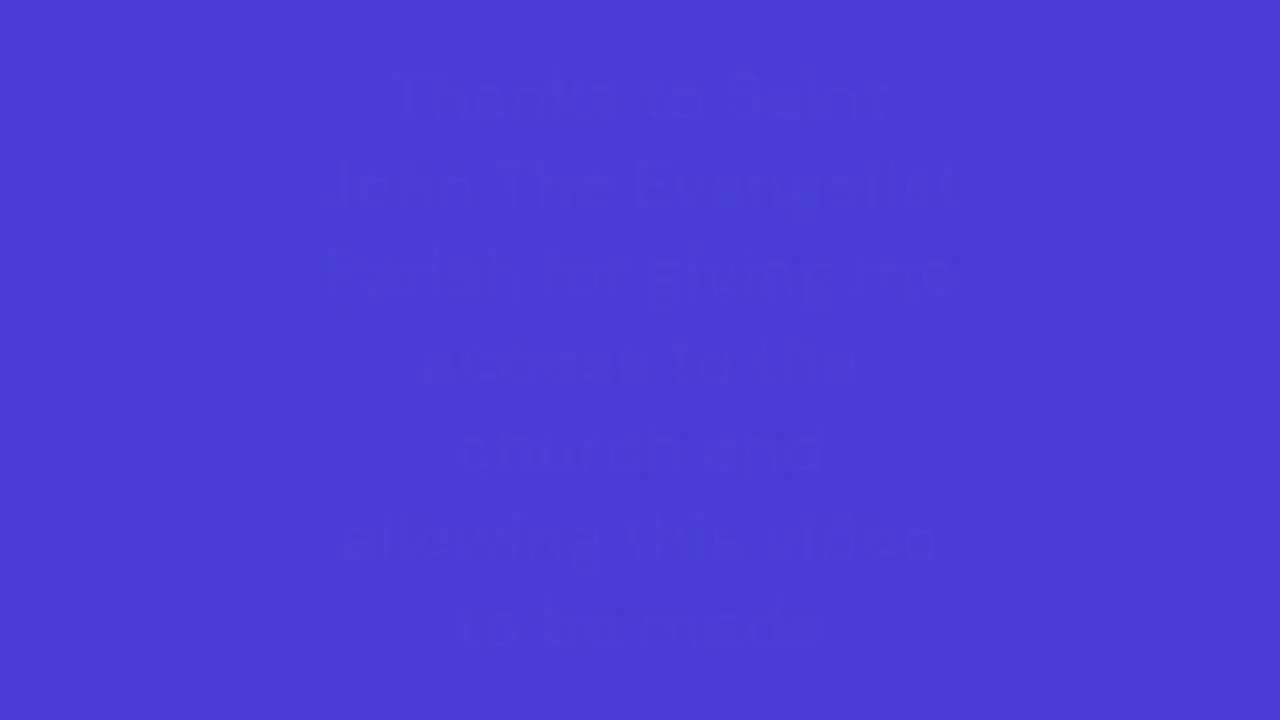 Thanks to Saint
John The Evangelist
Parish for giving me
access to the
church and
allowing this video
to be made